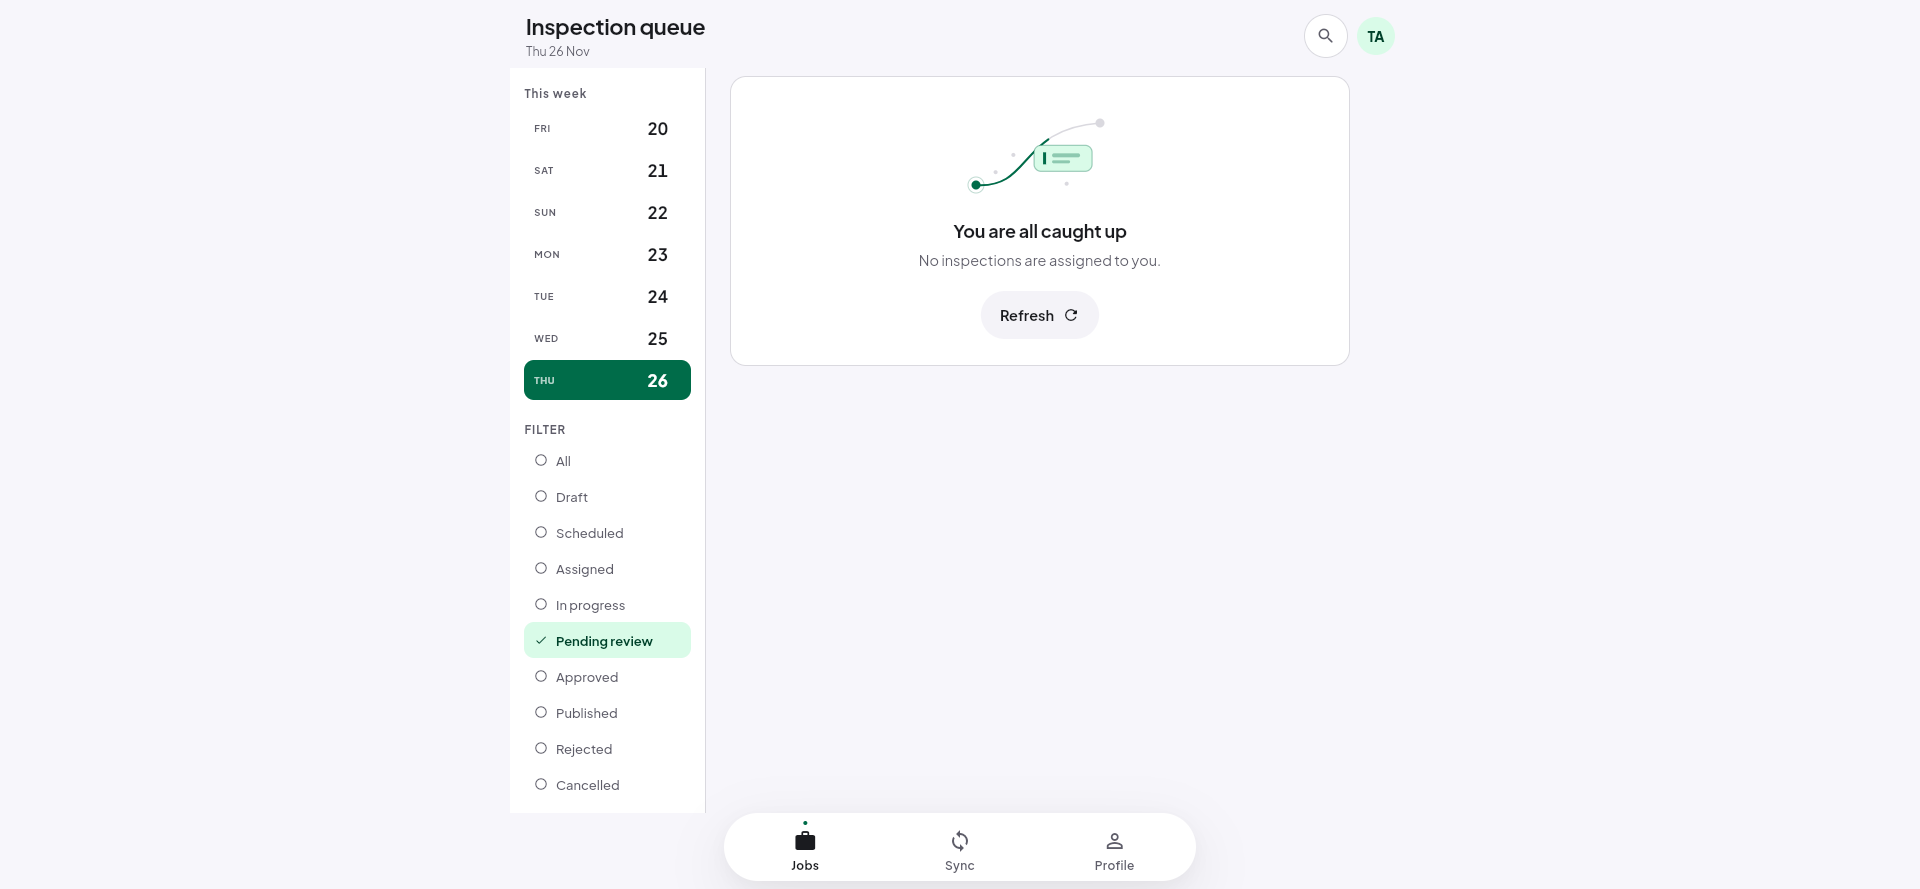 Inspection queue
Thu 26 Nov
TA
This week
FRI 20
SAT 21
SUN 22
MON 23
TUE 24
WED 25
THU 26
FILTER
All
Draft
Scheduled
Assigned
In progress
Pending review
Approved
Published
Rejected
Cancelled
You are all caught up
No inspections are assigned to you.
Refresh
Jobs
Sync
Profile